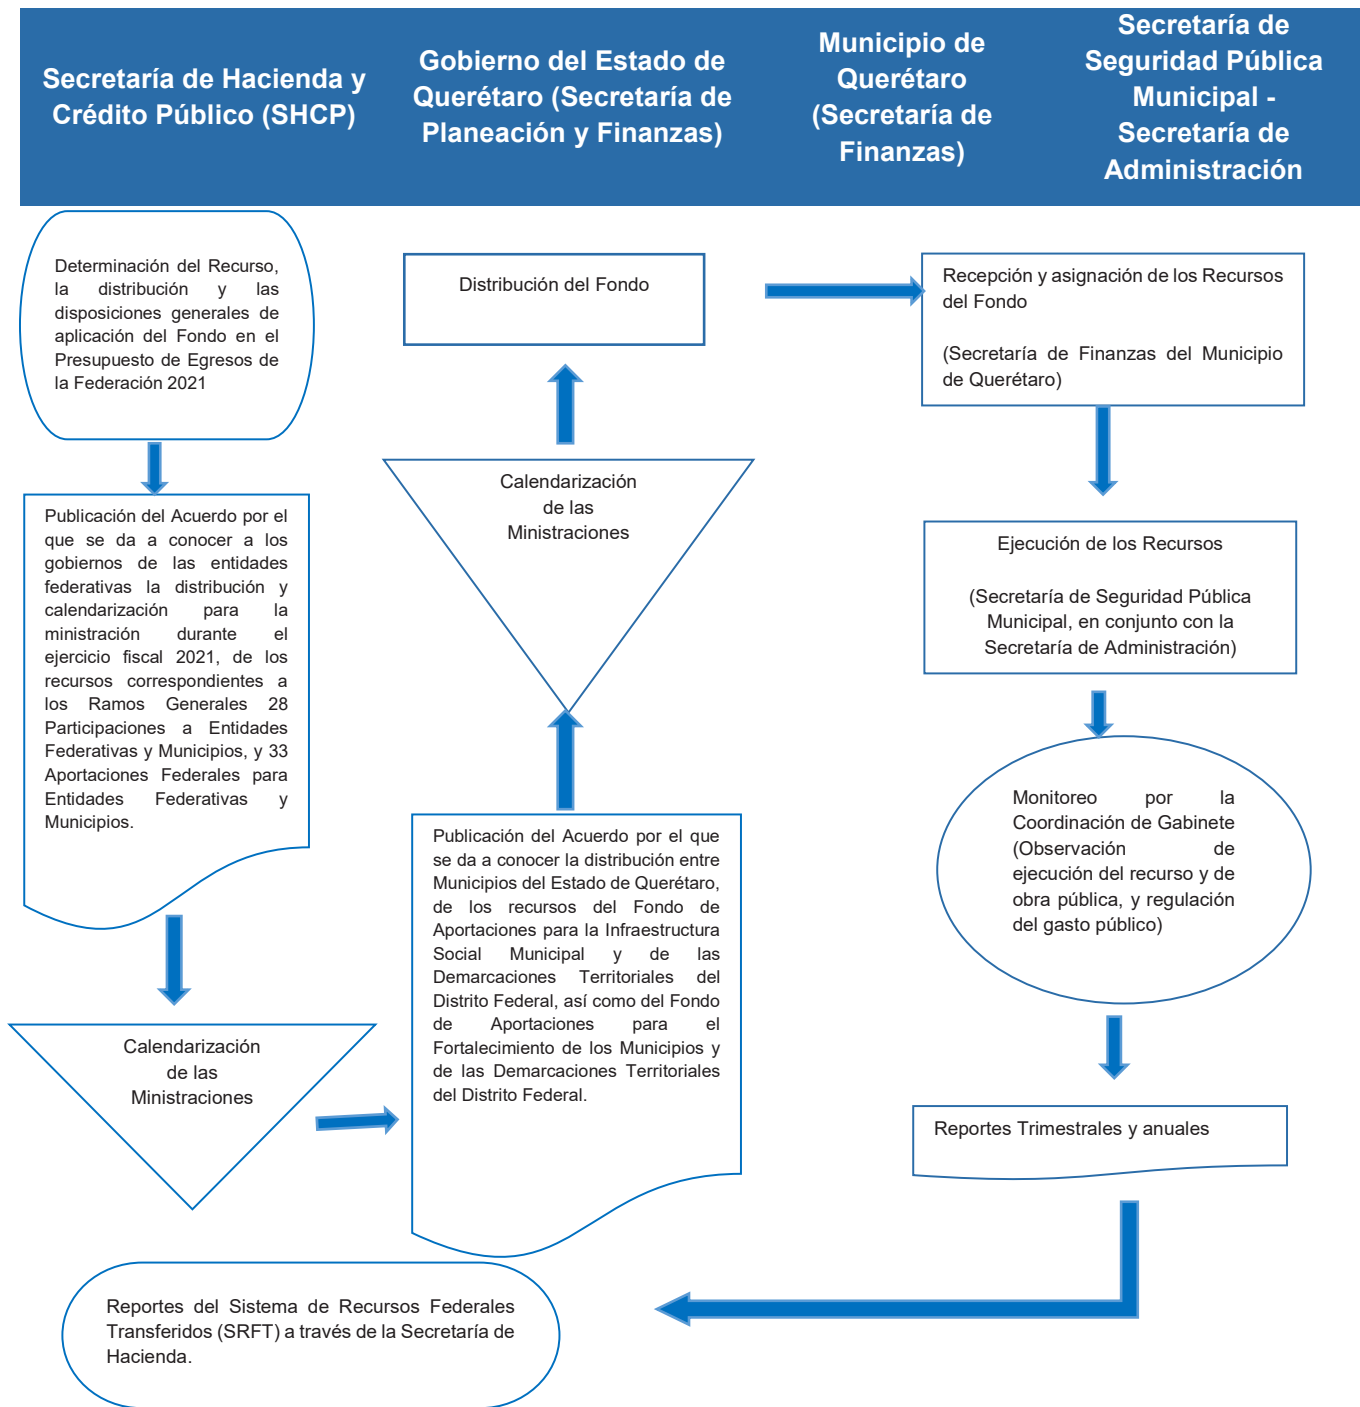 Secretaría de Hacienda y
Crédito Público (SHCP)
Gobierno del Estado de
Querétaro (Secretaría de
Planeación y Finanzas)
Municipio de
Querétaro
(Secretaría de
Finanzas)
Secretaría de
Seguridad Pública
Municipal -
Secretaría de
Administración
Determinación del Recurso,
la distribución y las
disposiciones generales de
aplicación del Fondo en el
Presupuesto de Egresos de
la Federación 2021
Publicación del Acuerdo por el
que se da a conocer a los
gobiernos de las entidades
federativas la distribución y
calendarización para la
ministración durante el
ejercicio fiscal 2021, de los
recursos correspondientes a
los Ramos Generales 28
Participaciones a Entidades
Federativas y Municipios, y 33
Aportaciones Federales para
Entidades Federativas y
Municipios.
Calendarización
de las
Ministraciones
Publicación del Acuerdo por el que
se da a conocer la distribución entre
Municipios del Estado de Querétaro,
de los recursos del Fondo de
Aportaciones para la Infraestructura
Social Municipal y de las
Demarcaciones Territoriales del
Distrito Federal, así como del Fondo
de Aportaciones para el
Fortalecimiento de los Municipios y
de las Demarcaciones Territoriales
del Distrito Federal.
Calendarización
de las
Ministraciones
Distribución del Fondo
Recepción y asignación de los Recursos
del Fondo
(Secretaría de Finanzas del Municipio
de Querétaro)
Ejecución de los Recursos
(Secretaría de Seguridad Pública
Municipal, en conjunto con la
Secretaría de Administración)
Monitoreo por la
Coordinación de Gabinete
(Observación de
ejecución del recurso y de
obra pública, y regulación
del gasto público)
Reportes Trimestrales y anuales
Reportes del Sistema de Recursos Federales
Transferidos (SRFT) a través de la Secretaría de
Hacienda.